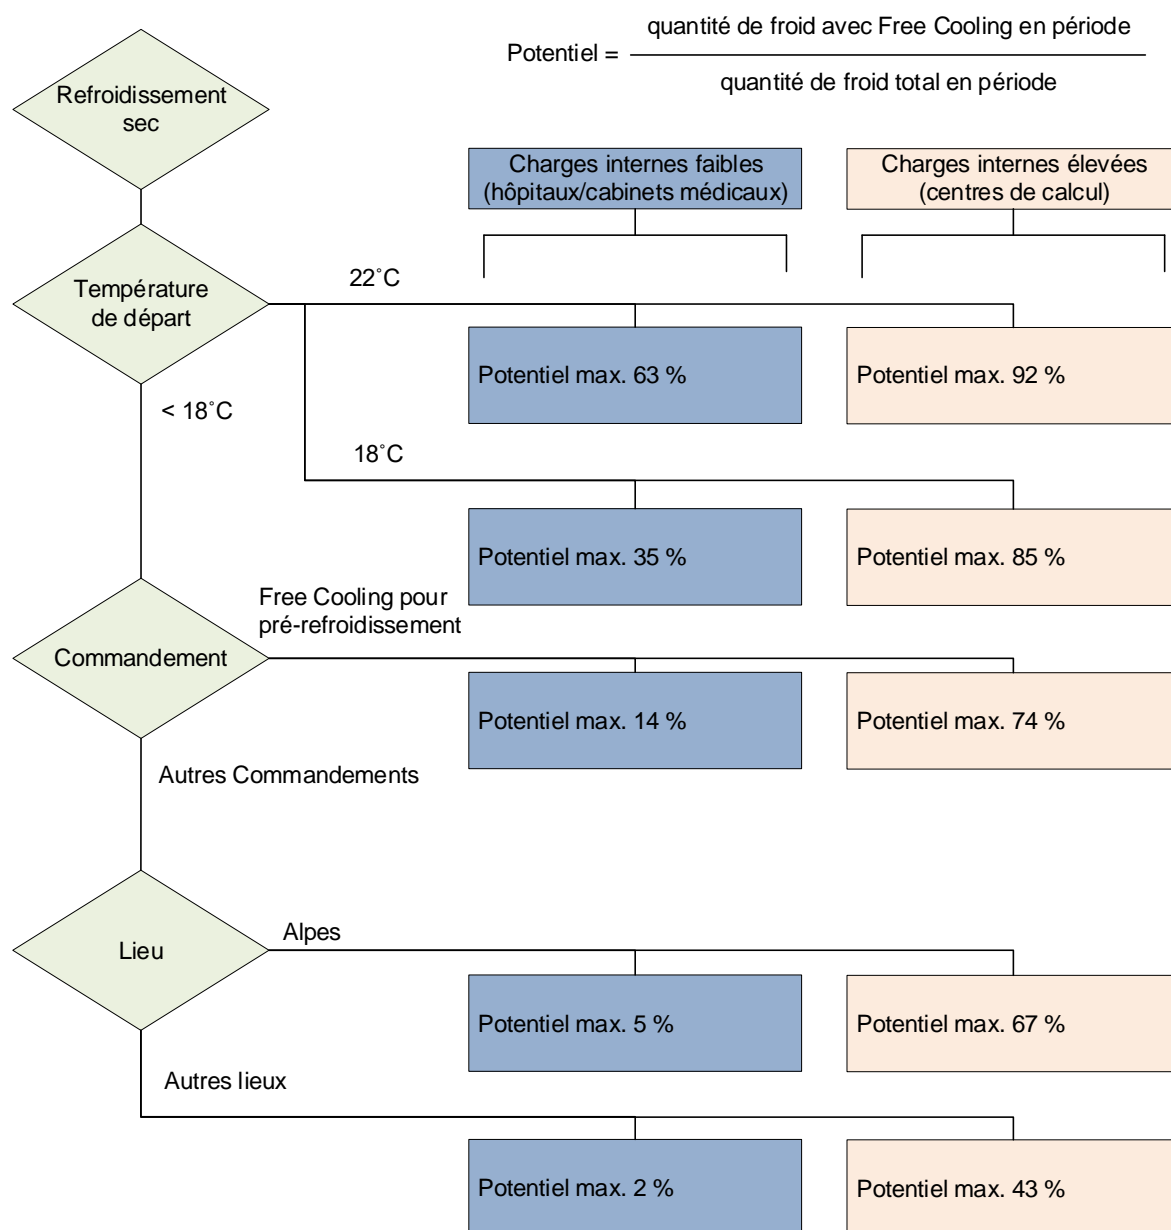 quantité de froid avec Free Cooling en période
Potentiel =
quantité de froid total en période
Refroidissement
sec
Charges internes faibles
(hôpitaux/cabinets médicaux)
Charges internes élevées
(centres de calcul)
Température
de départ
22˚C
Potentiel max. 63 %
Potentiel max. 92 %
< 18˚C
18˚C
Potentiel max. 35 %
Potentiel max. 85 %
Free Cooling pour
pré-refroidissement
Commandement
Potentiel max. 14 %
Potentiel max. 74 %
Autres Commandements
Lieu
Alpes
Potentiel max. 5 %
Potentiel max. 67 %
Autres lieux
Potentiel max. 2 %
Potentiel max. 43 %